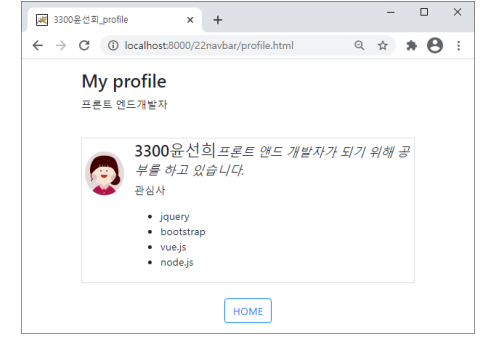 3300윤선희_profile
localhost:8000/22navbar/profile.html
My profile
프론트 엔드개발자
3300윤선희프론트 앤드 개발자가 되기 위해 공
부를 하고 있습니다.
관심사
jquery
bootstrap
vue.js
node.js
HOME